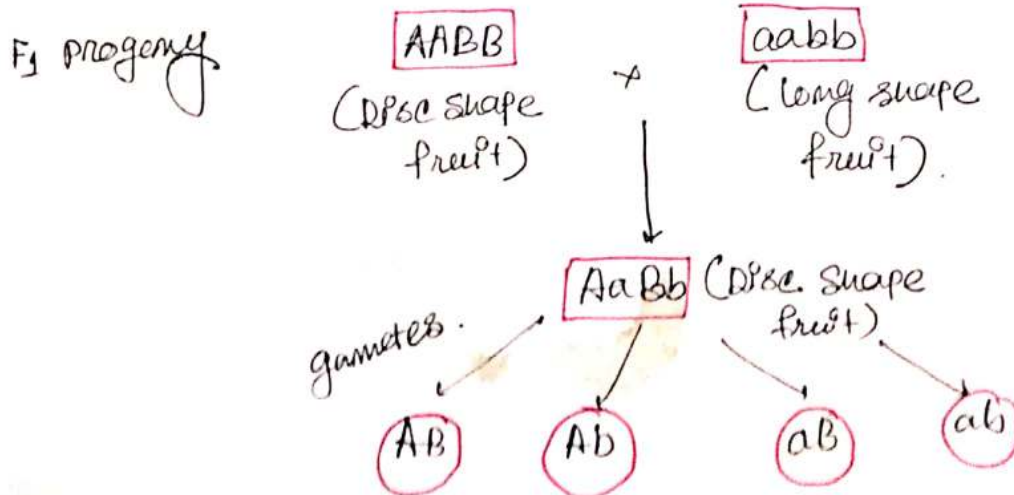 F1 progeny
AABB × aabb
(Disc shape fruit)
(long shape fruit).
AaBb (Disc shape fruit)
gametes.
AB Ab aB ab